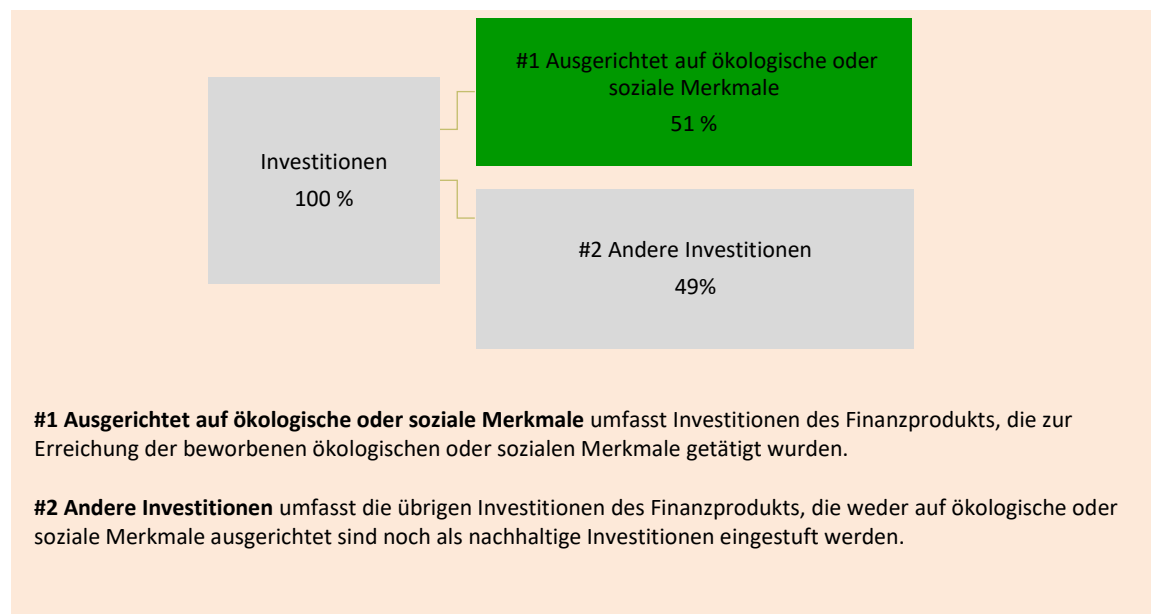 #1 Ausgerichtet auf ökologische oder
soziale Merkmale
51 %
Investitionen
100 %
#2 Andere Investitionen
49%
#1 Ausgerichtet auf ökologische oder soziale Merkmale umfasst Investitionen des Finanzprodukts, die zur
Erreichung der beworbenen ökologischen oder sozialen Merkmale getätigt wurden.
#2 Andere Investitionen umfasst die übrigen Investitionen des Finanzprodukts, die weder auf ökologische oder
soziale Merkmale ausgerichtet sind noch als nachhaltige Investitionen eingestuft werden.